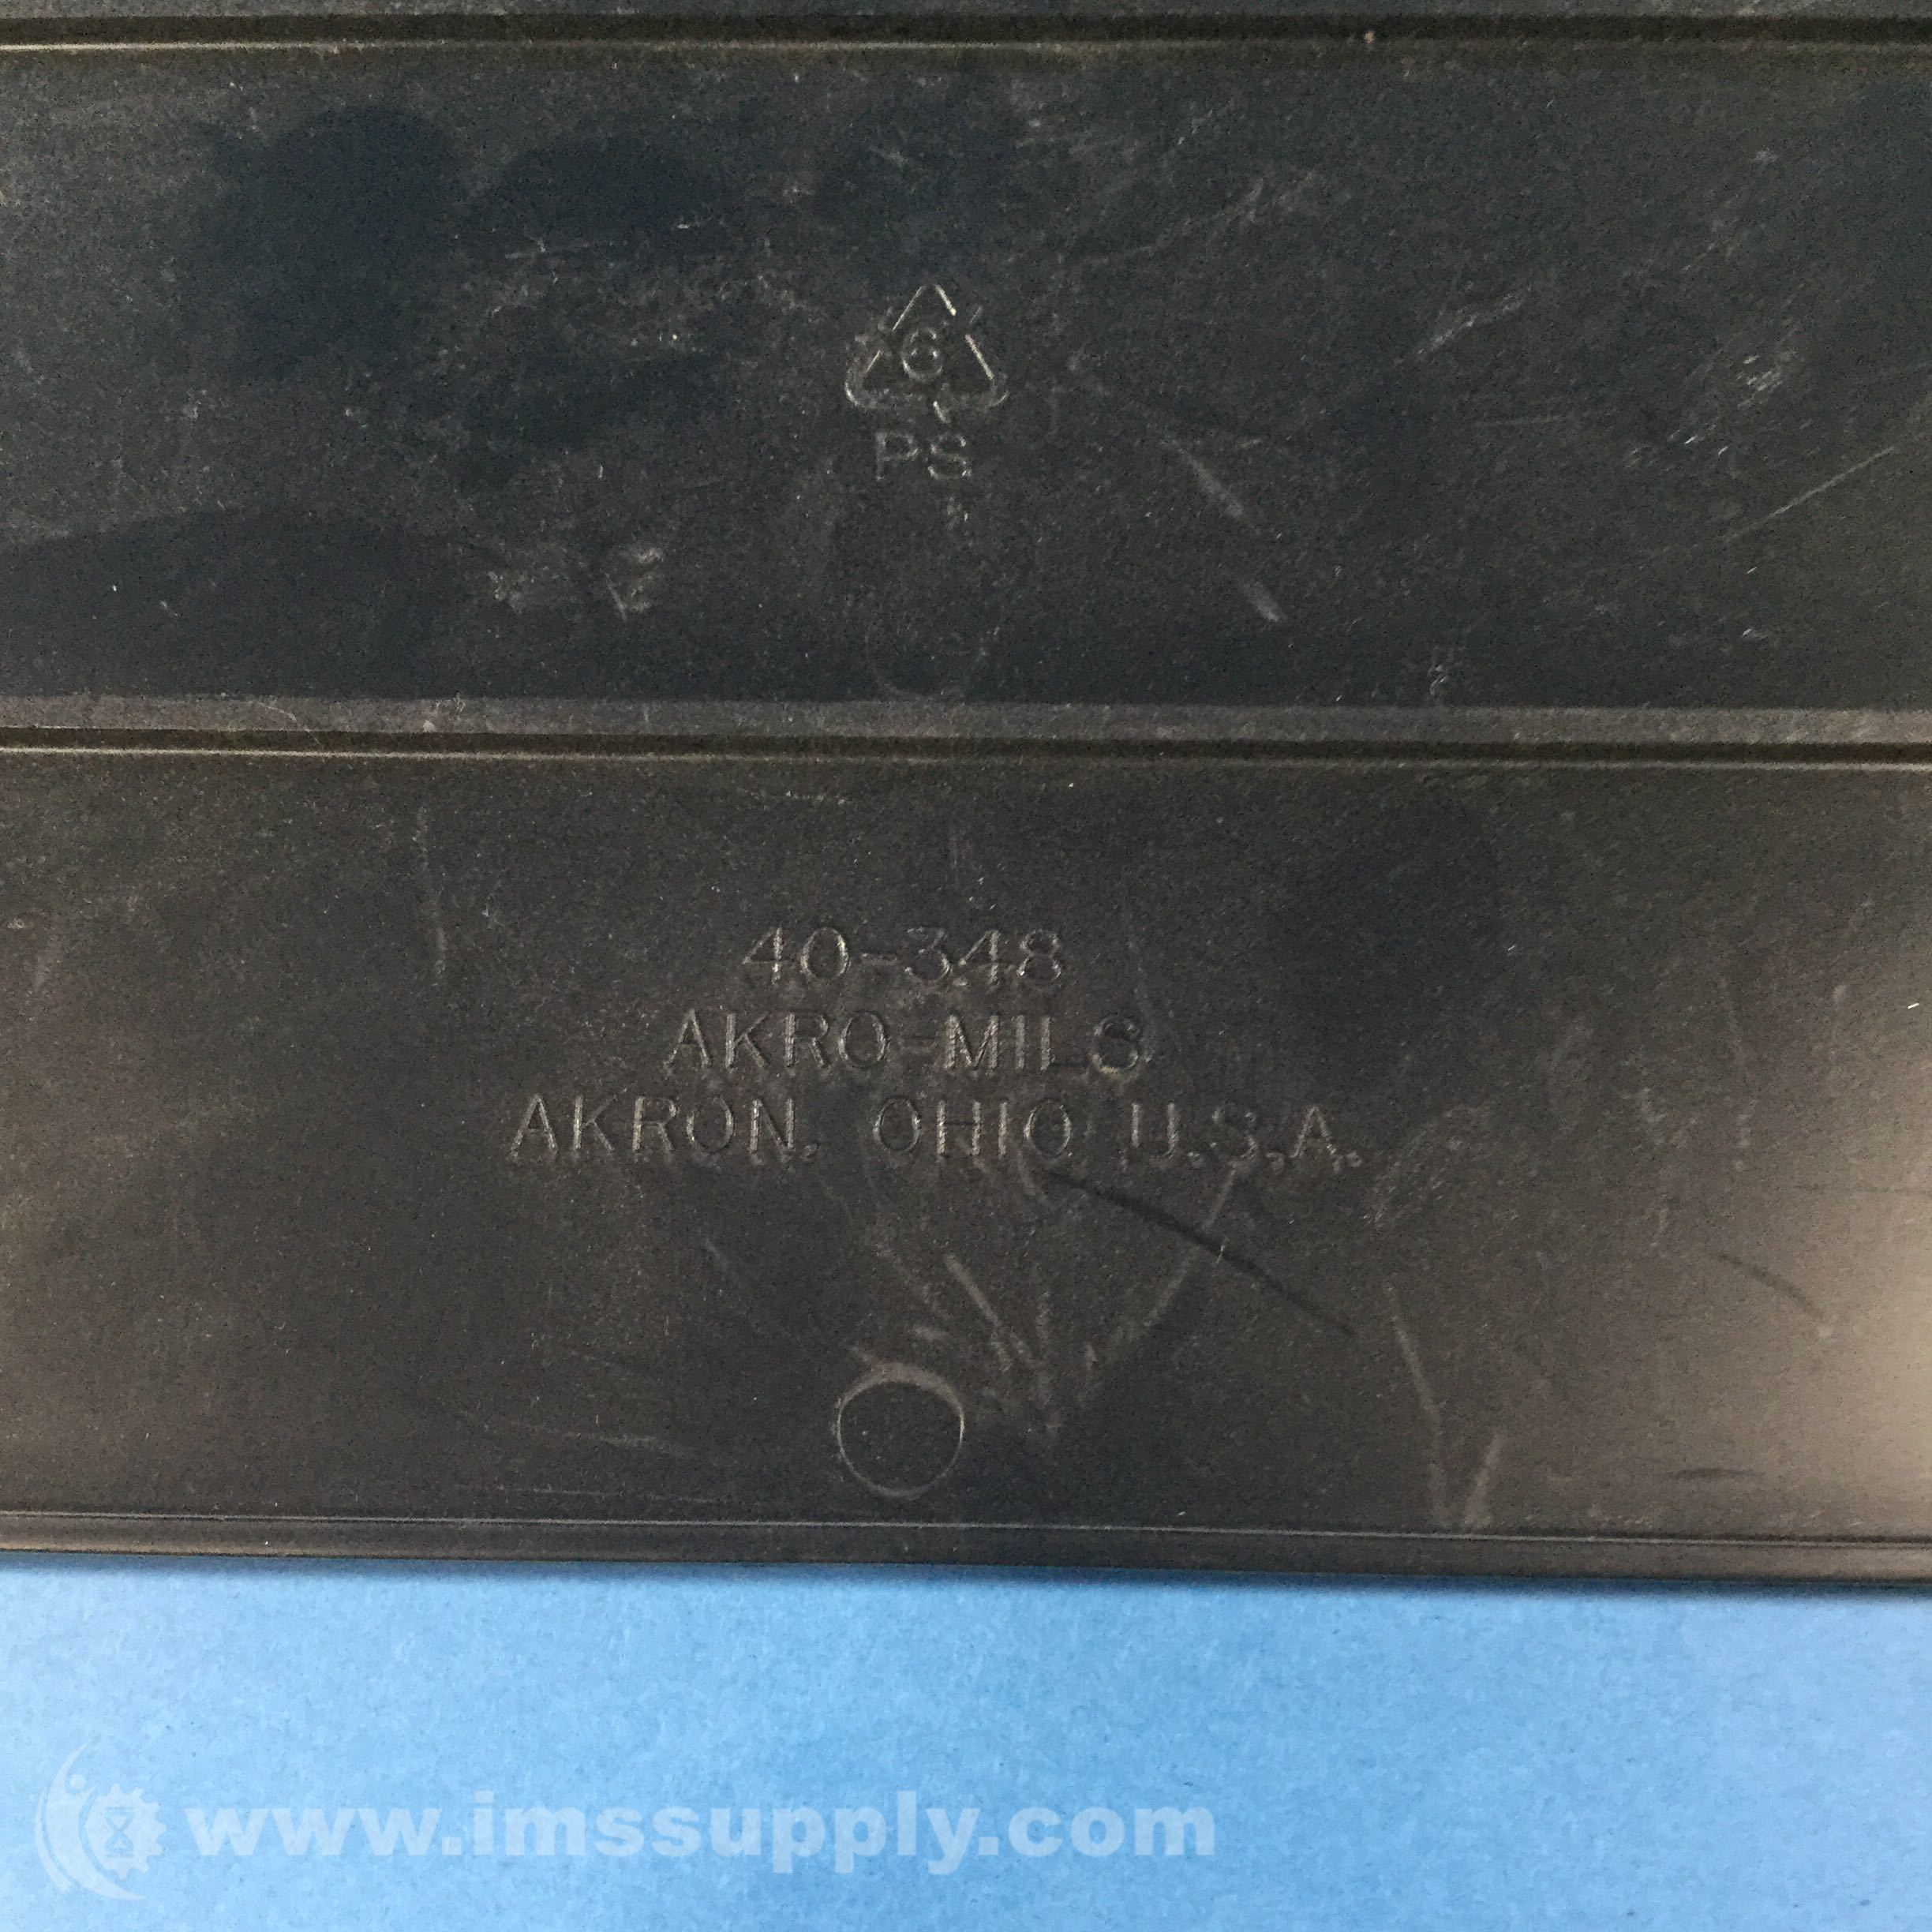 6
PS
40-348
AKRO-MILS
AKRON, OHIO U.S.A.
www.imssupply.com